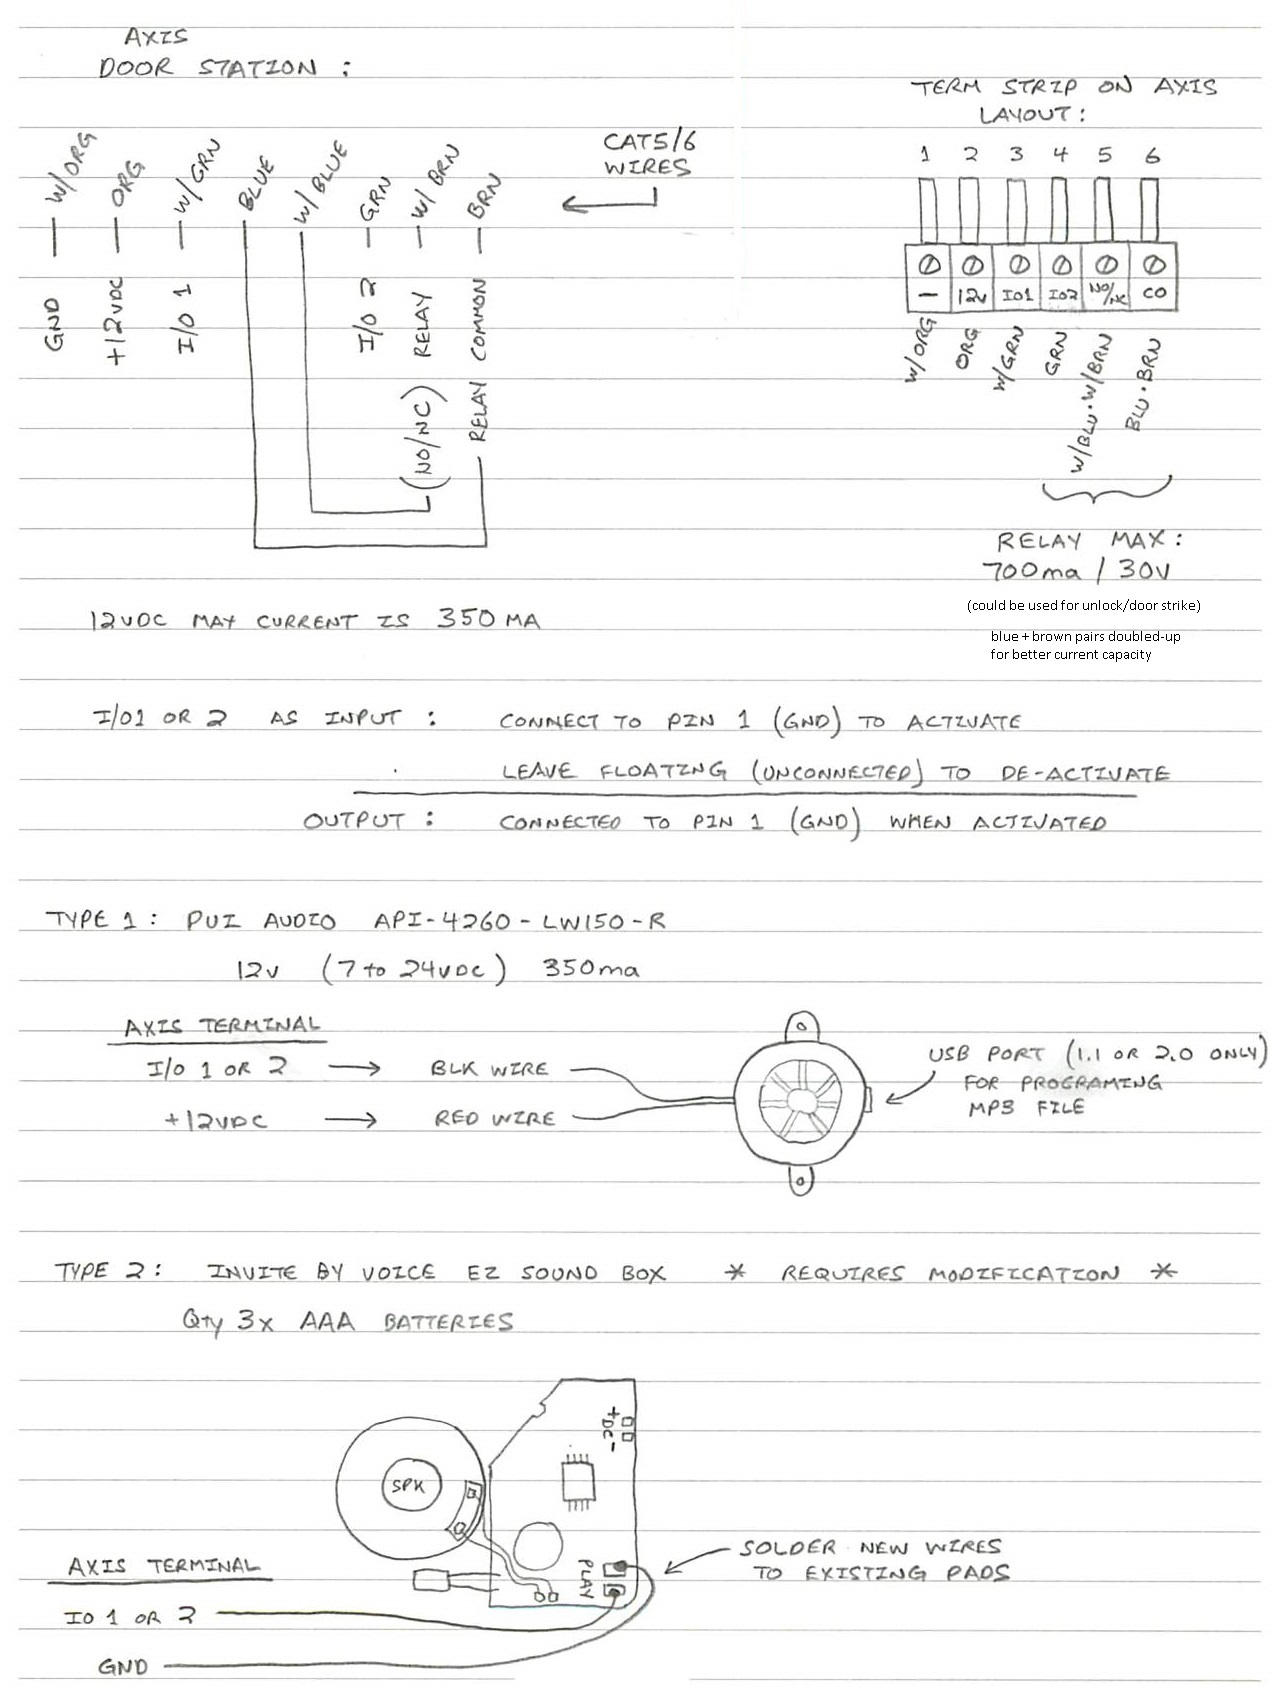 AXIS
DOOR STATION :
W/ORG
ORG
W/GRN
BLUE
W/BLUE
GRN
W/BRN
BRN
CAT5/6
WIRES
GND
+12VDC
I/O 1
I/O 2
RELAY
(NO/NC)
RELAY COMMON
TERM STRIP ON AXIS
LAYOUT :
1 2 3 4 5 6
- 12V IO1 IO2 NO/NC CO
W/ORG
ORG
W/GRN
GRN
W/BLU · W/BRN
BLU · BRN
RELAY MAX :
700ma / 30V
(could be used for unlock/door strike)
blue + brown pairs doubled-up
for better current capacity
12VDC MAX CURRENT IS 350 MA
I/O1 OR 2 AS INPUT : CONNECT TO PIN 1 (GND) TO ACTIVATE
LEAVE FLOATING (UNCONNECTED) TO DE-ACTIVATE
OUTPUT : CONNECTED TO PIN 1 (GND) WHEN ACTIVATED
TYPE 1 : PUI AUDIO API-4260-LW150-R
12V (7 to 24VDC) 350ma
AXIS TERMINAL
I/O 1 OR 2 → BLK WIRE
+12VDC → RED WIRE
USB PORT (1.1 OR 2.0 ONLY)
FOR PROGRAMING
MP3 FILE
TYPE 2 : INVITE BY VOICE EZ SOUND BOX * REQUIRES MODIFICATION *
Qty 3x AAA BATTERIES
+DC-
SPK
PLAY
SOLDER NEW WIRES
TO EXISTING PADS
AXIS TERMINAL
IO 1 OR 2
GND